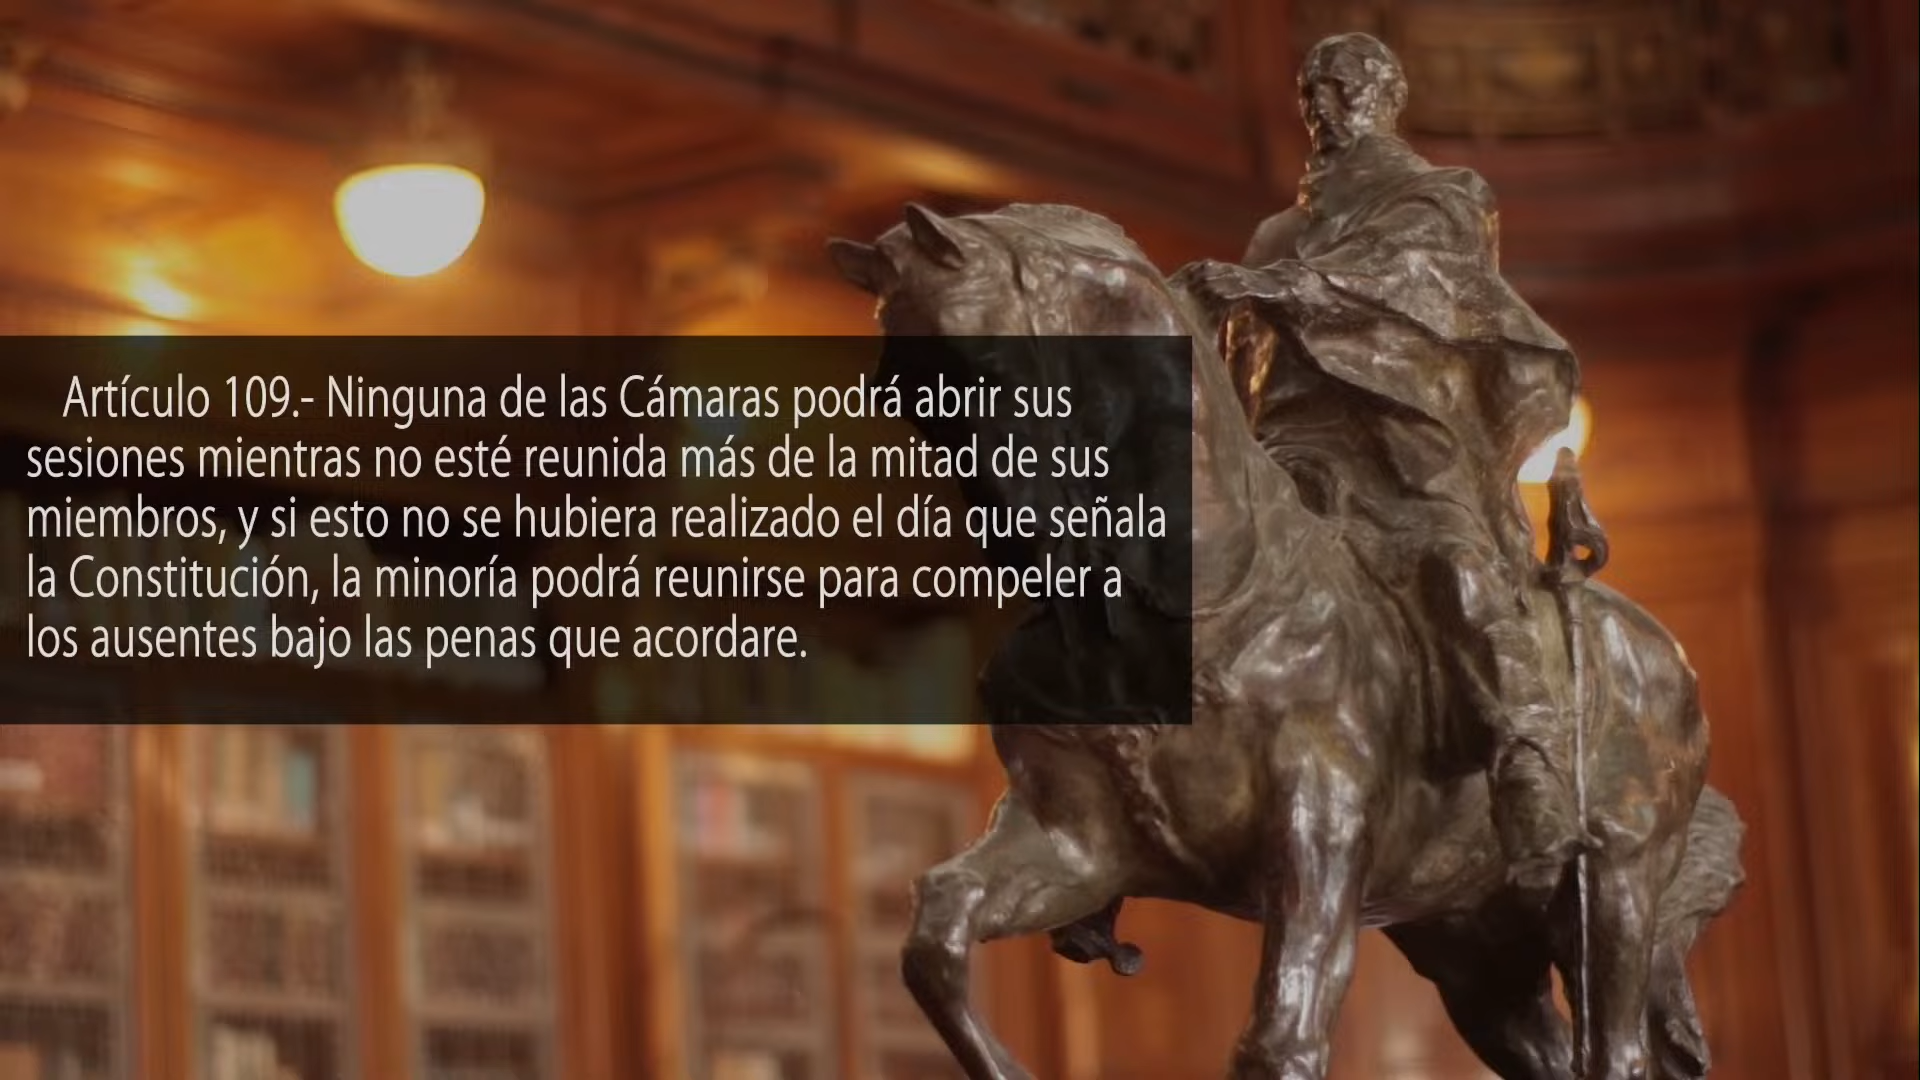 Artículo 109.- Ninguna de las Cámaras podrá abrir sus
sesiones mientras no esté reunida más de la mitad de sus
miembros, y si esto no se hubiera realizado el día que señala
la Constitución, la minoría podrá reunirse para compeler a
los ausentes bajo las penas que acordare.